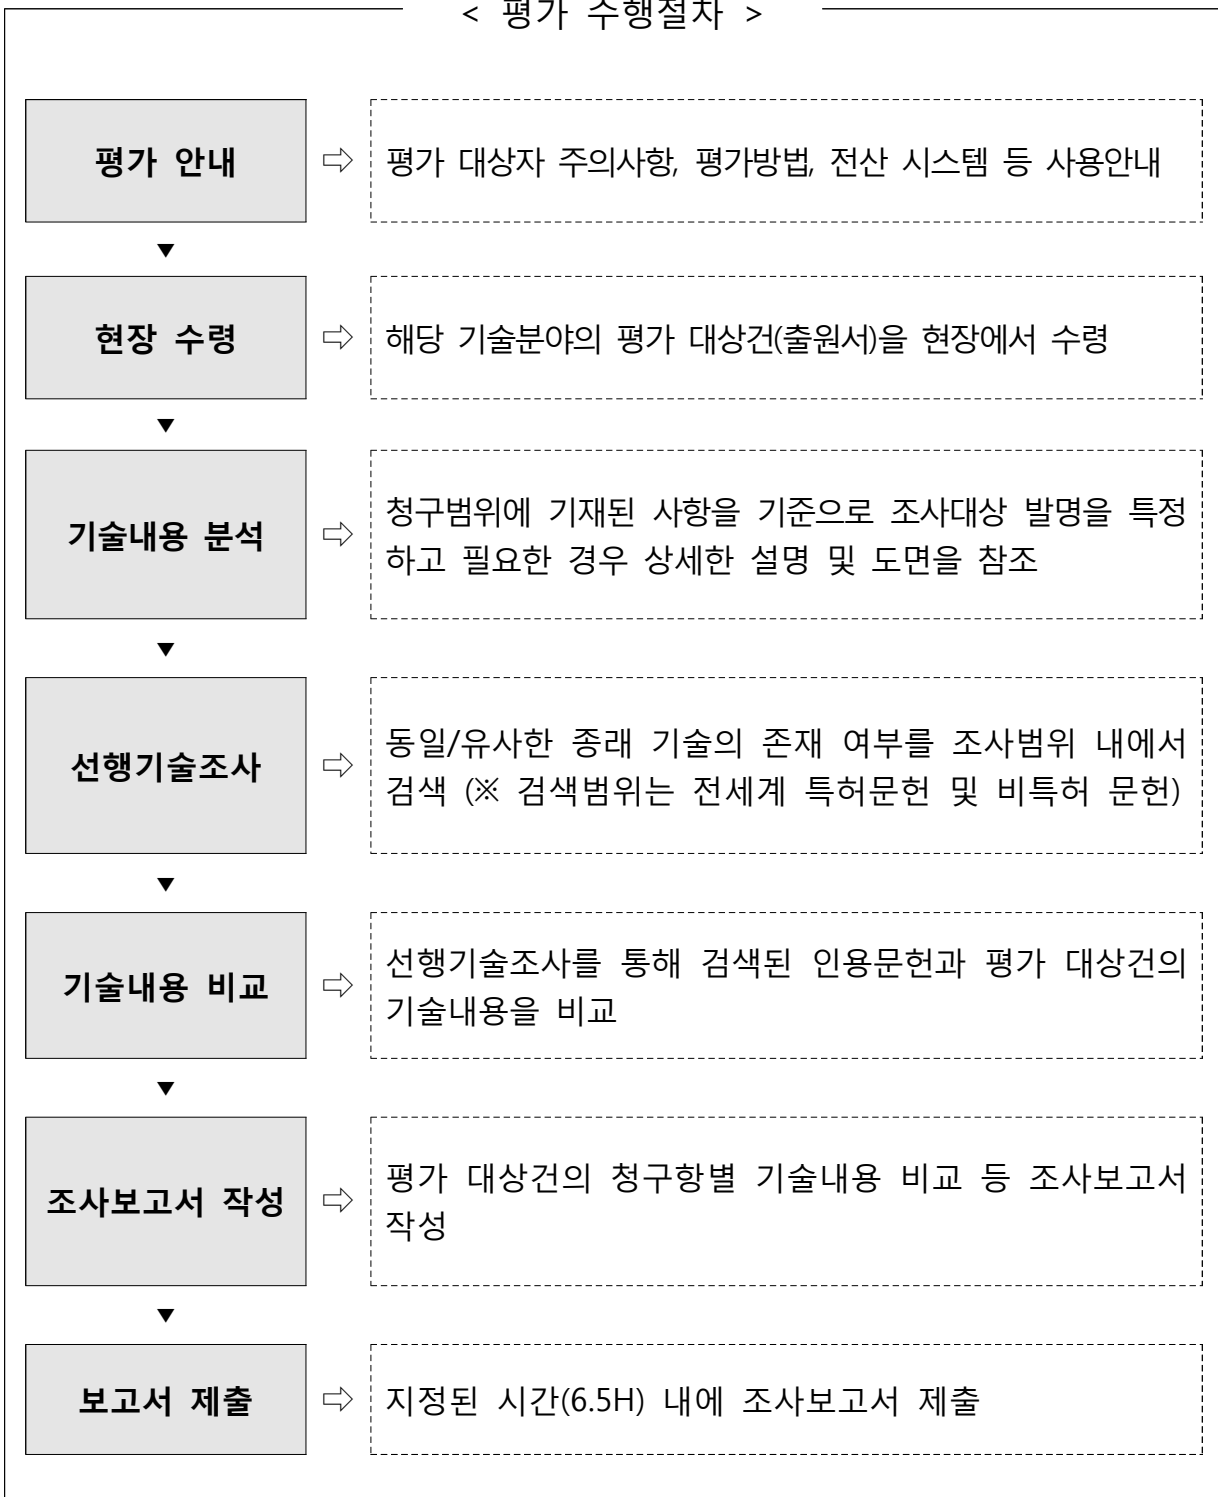 < 평가 수행절차 >
평가 안내
⇨
평가 대상자 주의사항, 평가방법, 전산 시스템 등 사용안내
▼
현장 수령
⇨
해당 기술분야의 평가 대상건(출원서)을 현장에서 수령
▼
기술내용 분석
⇨
청구범위에 기재된 사항을 기준으로 조사대상 발명을 특정
하고 필요한 경우 상세한 설명 및 도면을 참조
▼
선행기술조사
⇨
동일/유사한 종래 기술의 존재 여부를 조사범위 내에서
검색 (※ 검색범위는 전세계 특허문헌 및 비특허 문헌)
▼
기술내용 비교
⇨
선행기술조사를 통해 검색된 인용문헌과 평가 대상건의
기술내용을 비교
▼
조사보고서 작성
⇨
평가 대상건의 청구항별 기술내용 비교 등 조사보고서
작성
▼
보고서 제출
⇨
지정된 시간(6.5H) 내에 조사보고서 제출